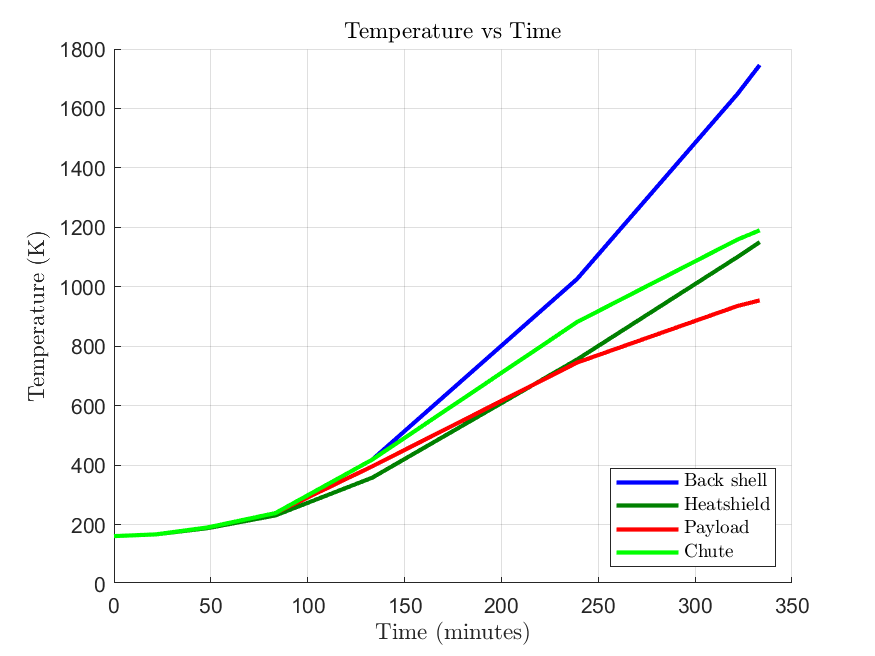 Temperature vs Time
1800
1600
1400
1200
1000
800
600
400
200
0
Temperature (K)
0 50 100 150 200 250 300 350
Time (minutes)
Back shell
Heatshield
Payload
Chute